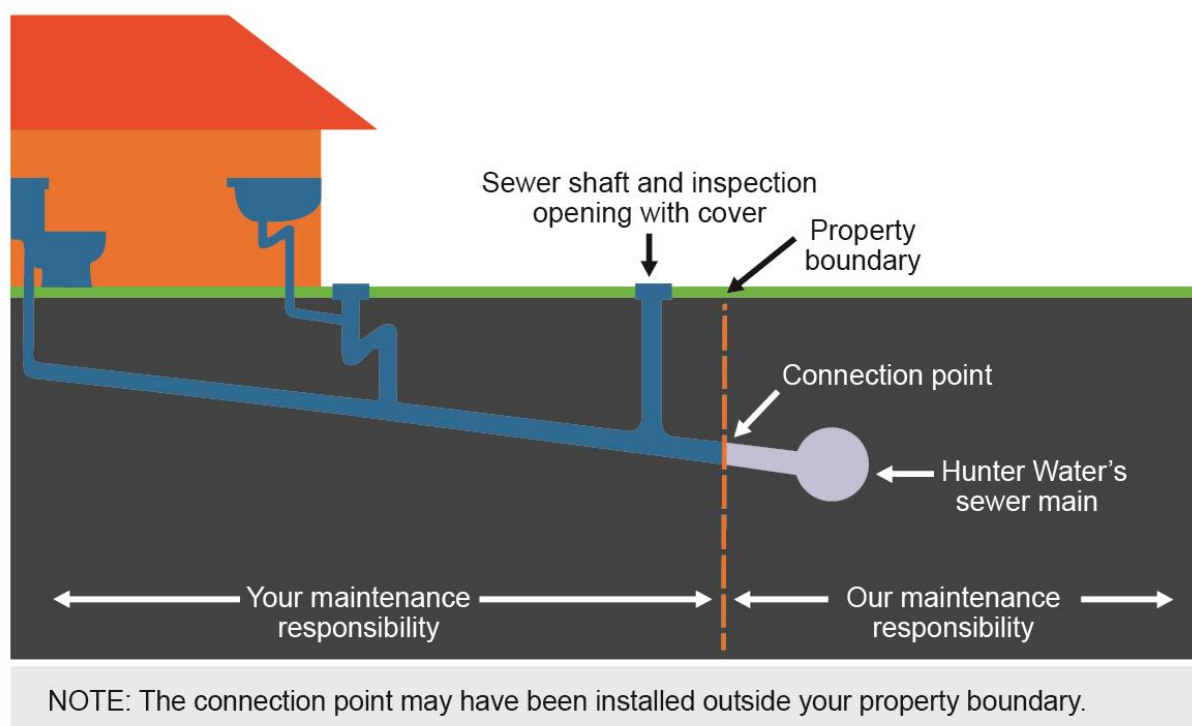 Sewer shaft and inspection
opening with cover
Property
boundary
Connection point
Hunter Water's
sewer main
Your maintenance
responsibility
Our maintenance
responsibility
NOTE: The connection point may have been installed outside your property boundary.